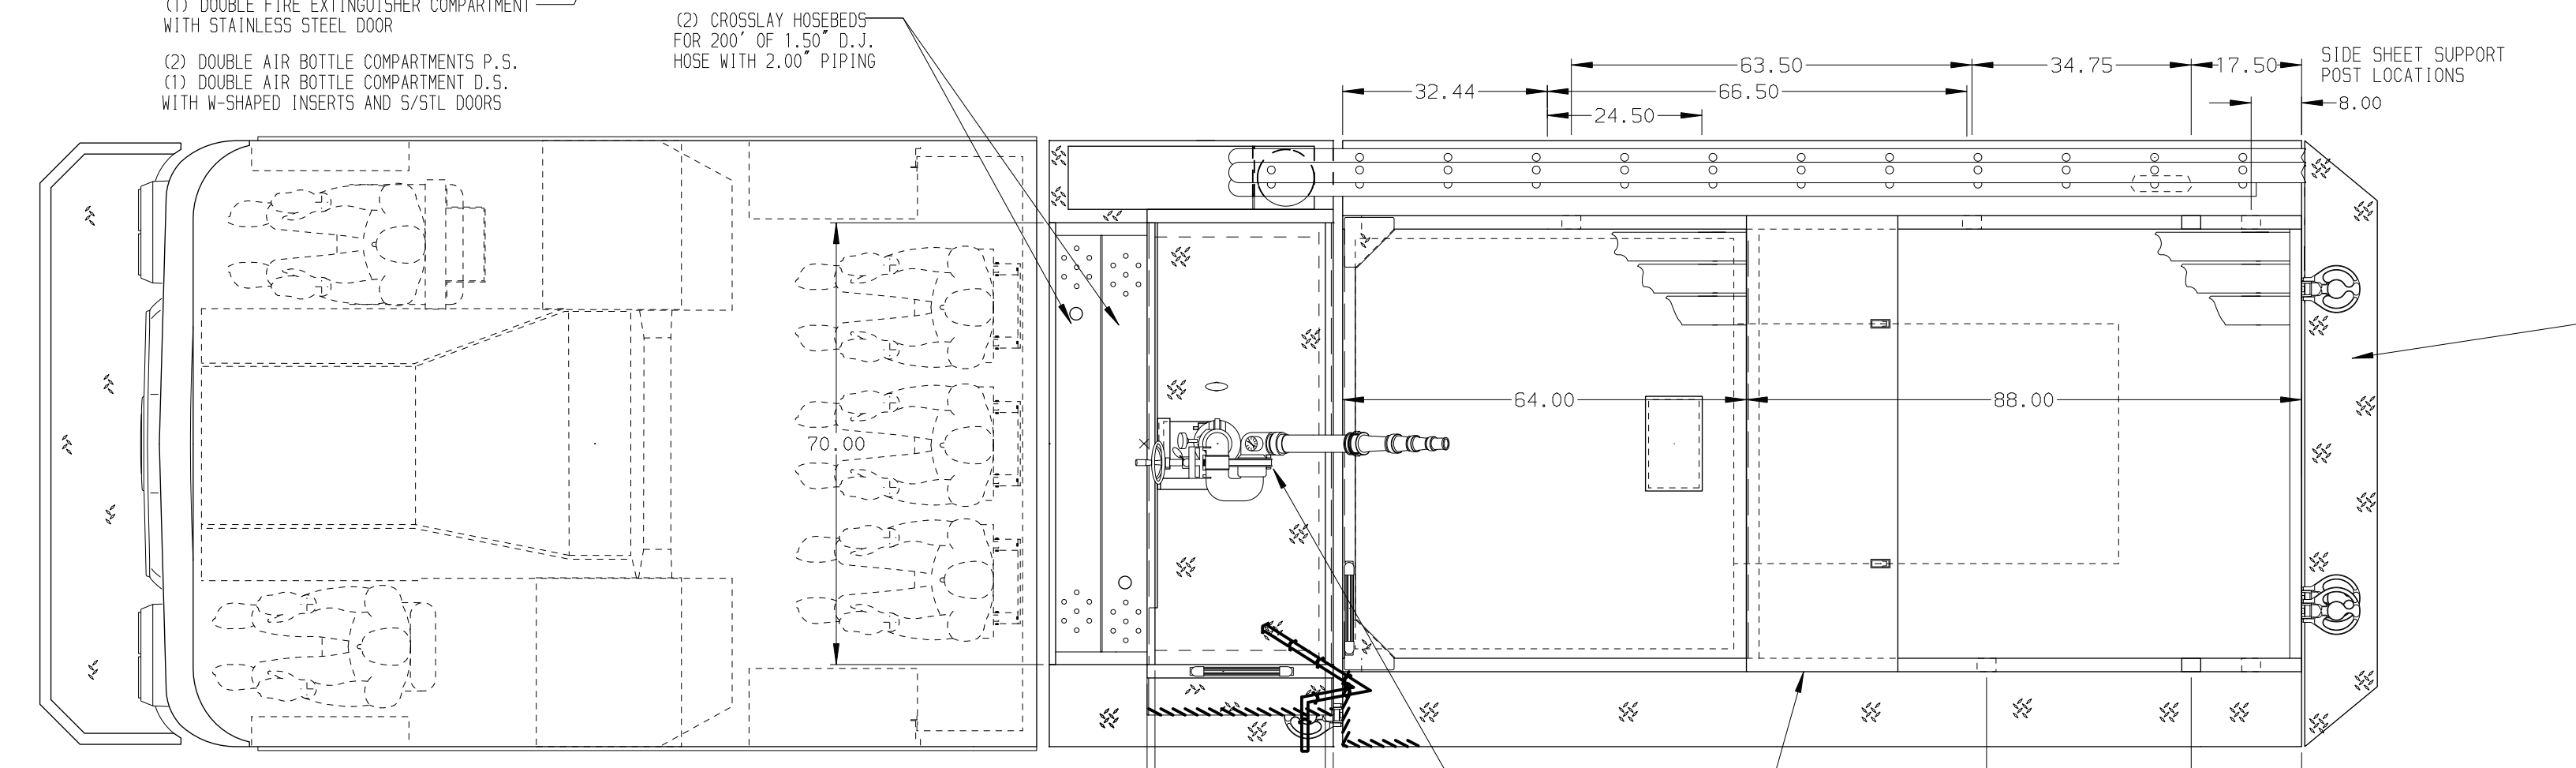 (1) DOUBLE FIRE EXTINGUISHER COMPARTMENT
WITH STAINLESS STEEL DOOR
(2) DOUBLE AIR BOTTLE COMPARTMENTS P.S.
(1) DOUBLE AIR BOTTLE COMPARTMENT D.S.
WITH W-SHAPED INSERTS AND S/STL DOORS
(2) CROSSLAY HOSEBEDS
FOR 200' OF 1.50" D.J.
HOSE WITH 2.00" PIPING
SIDE SHEET SUPPORT
POST LOCATIONS
63.50
34.75
17.50
32.44
66.50
8.00
24.50
64.00
88.00
70.00